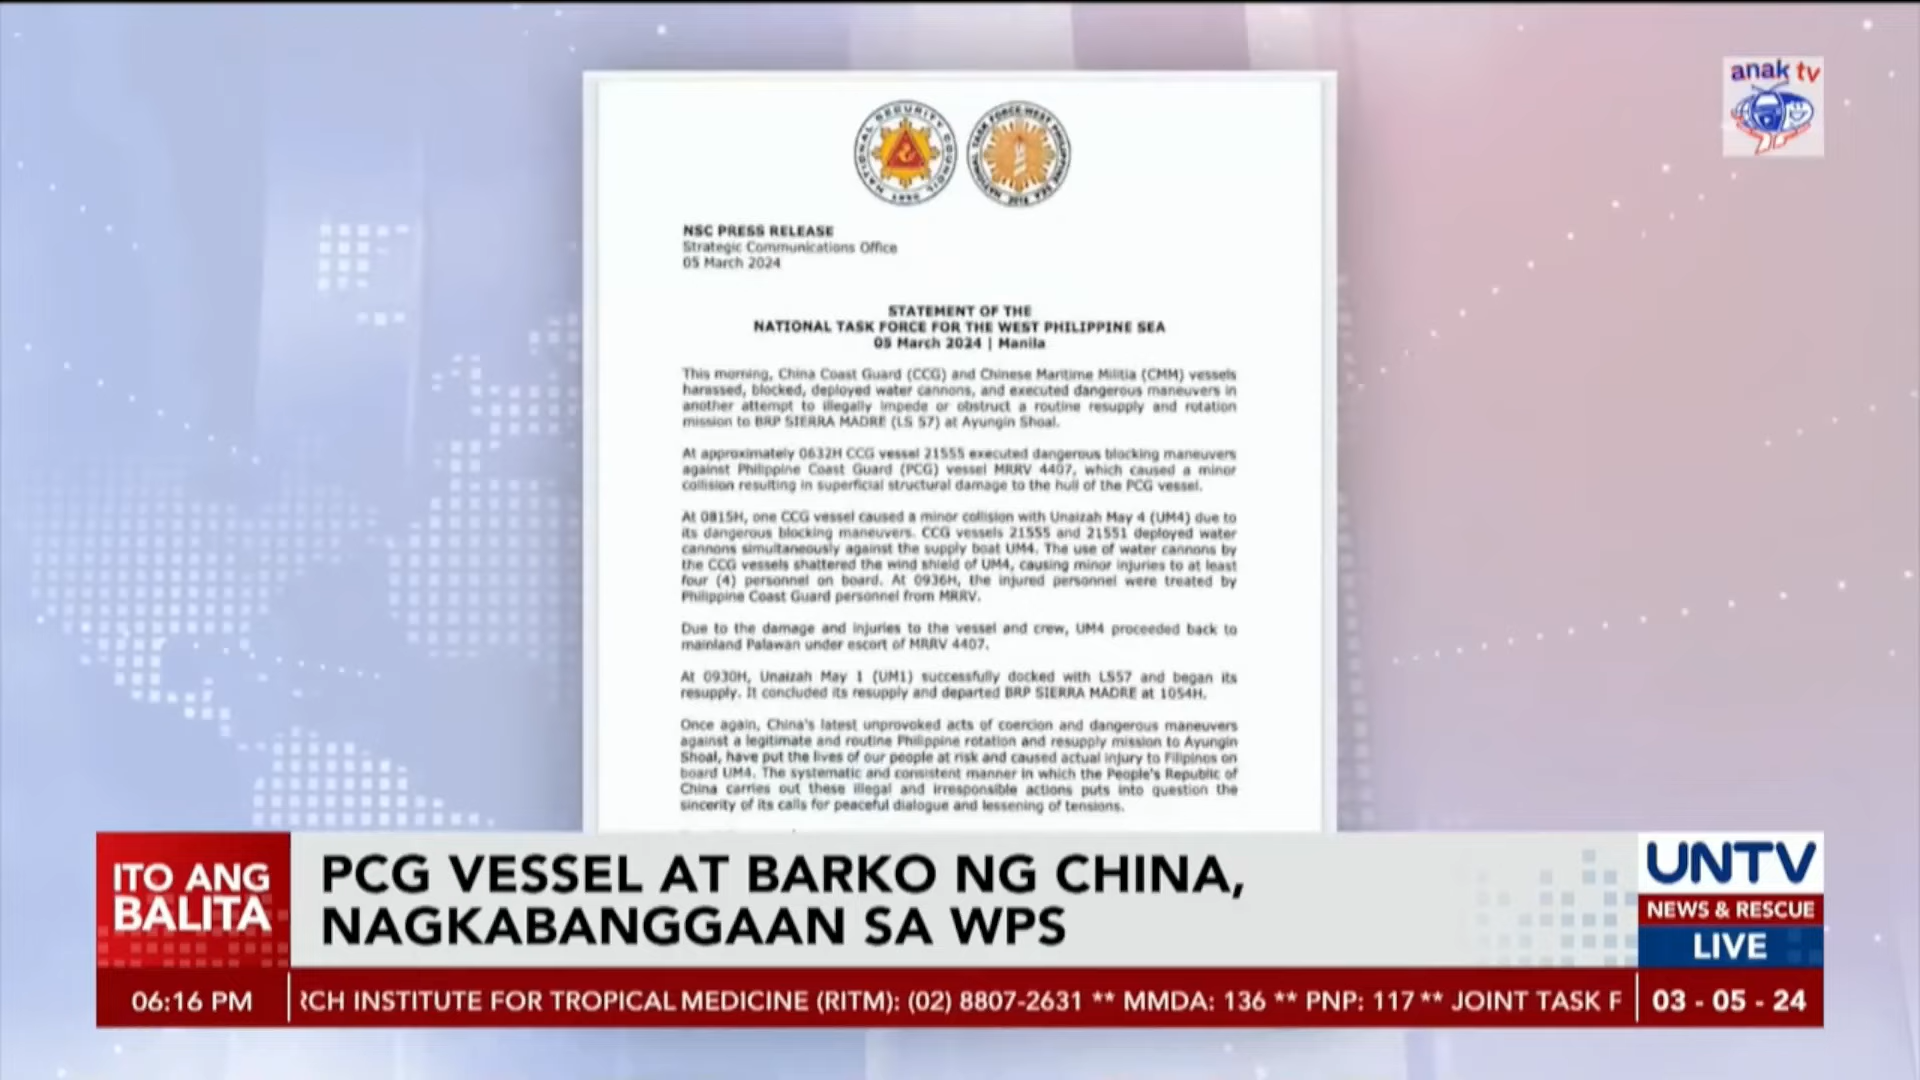 anak tv
NATIONAL SECURITY COUNCIL
NATIONAL TASK FORCE-WEST PHILIPPINE SEA
2016
NSC PRESS RELEASE
Strategic Communications Office
05 March 2024
STATEMENT OF THE
NATIONAL TASK FORCE FOR THE WEST PHILIPPINE SEA
05 March 2024 | Manila
This morning, China Coast Guard (CCG) and Chinese Maritime Militia (CMM) vessels
harassed, blocked, deployed water cannons, and executed dangerous maneuvers in
another attempt to illegally impede or obstruct a routine resupply and rotation
mission to BRP SIERRA MADRE (LS 57) at Ayungin Shoal.
At approximately 0632H CCG vessel 21555 executed dangerous blocking maneuvers
against Philippine Coast Guard (PCG) vessel MRRV 4407, which caused a minor
collision resulting in superficial structural damage to the hull of the PCG vessel.
At 0815H, one CCG vessel caused a minor collision with Unaizah May 4 (UM4) due to
its dangerous blocking maneuvers. CCG vessels 21555 and 21551 deployed water
cannons simultaneously against the supply boat UM4. The use of water cannons by
the CCG vessels shattered the wind shield of UM4, causing minor injuries to at least
four (4) personnel on board. At 0936H, the injured personnel were treated by
Philippine Coast Guard personnel from MRRV.
Due to the damage and injuries to the vessel and crew, UM4 proceeded back to
mainland Palawan under escort of MRRV 4407.
At 0930H, Unaizah May 1 (UM1) successfully docked with LS57 and began its
resupply. It concluded its resupply and departed BRP SIERRA MADRE at 1054H.
Once again, China's latest unprovoked acts of coercion and dangerous maneuvers
against a legitimate and routine Philippine rotation and resupply mission to Ayungin
Shoal, have put the lives of our people at risk and caused actual injury to Filipinos on
board UM4. The systematic and consistent manner in which the People's Republic of
China carries out these illegal and irresponsible actions puts into question the
sincerity of its calls for peaceful dialogue and lessening of tensions.
ITO ANG
BALITA
PCG VESSEL AT BARKO NG CHINA,
NAGKABANGGAAN SA WPS
UNTV
NEWS & RESCUE
LIVE
06:16 PM
RCH INSTITUTE FOR TROPICAL MEDICINE (RITM): (02) 8807-2631 ** MMDA: 136 ** PNP: 117 ** JOINT TASK F
03 - 05 - 24